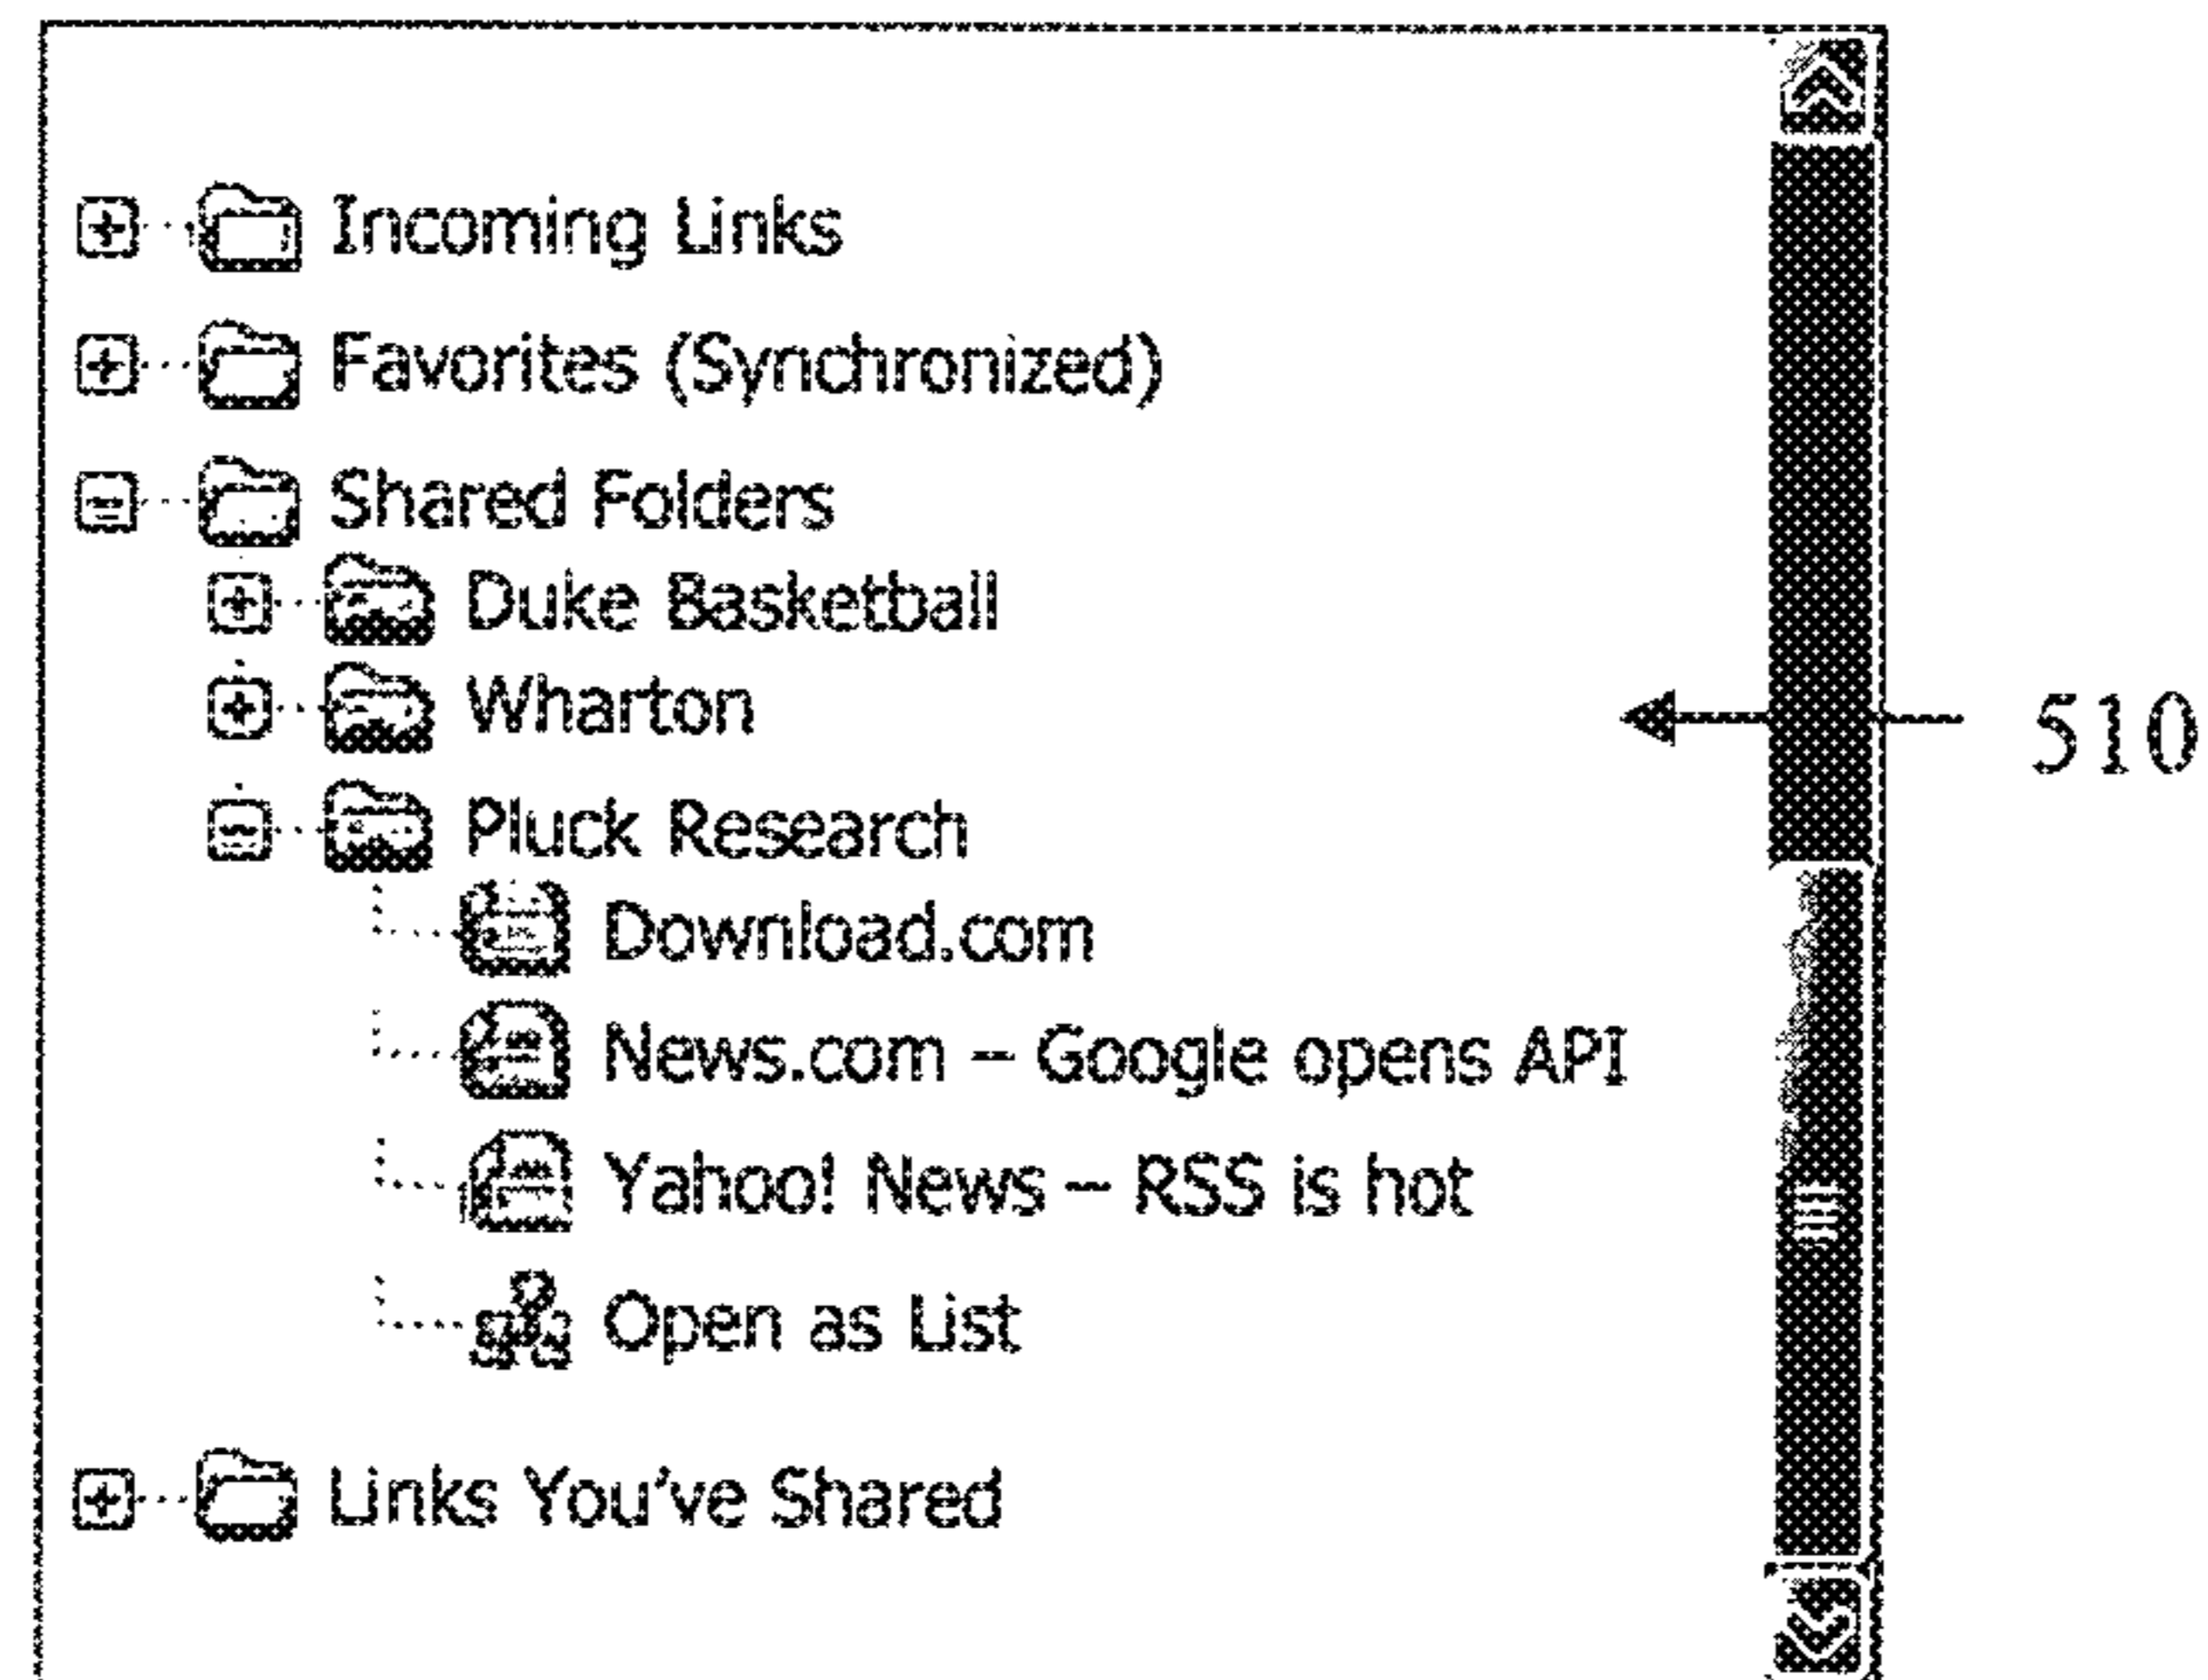 Incoming Links
Favorites (Synchronized)
Shared Folders
Duke Basketball
Wharton
510
Pluck Research
Download.com
News.com – Google opens API
Yahoo! News – RSS is hot
Open as List
Links You've Shared